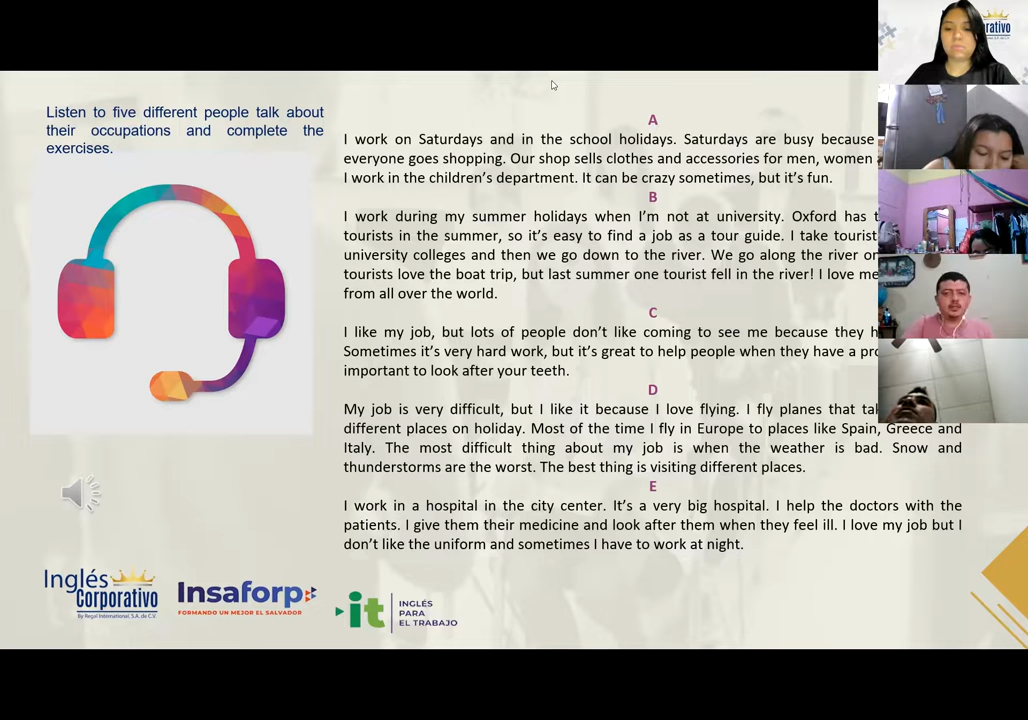 Listen to five different people talk about
their occupations and complete the
exercises.
A
I work on Saturdays and in the school holidays. Saturdays are busy because
everyone goes shopping. Our shop sells clothes and accessories for men, women
I work in the children's department. It can be crazy sometimes, but it's fun.
B
I work during my summer holidays when I'm not at university. Oxford has
tourists in the summer, so it's easy to find a job as a tour guide. I take tourist
university colleges and then we go down to the river. We go along the river on
tourists love the boat trip, but last summer one tourist fell in the river! I love me
from all over the world.
C
I like my job, but lots of people don't like coming to see me because they
Sometimes it's very hard work, but it's great to help people when they have a
important to look after your teeth.
D
My job is very difficult, but I like it because I love flying. I fly planes that
different places on holiday. Most of the time I fly in Europe to places like Spain, Greece and
Italy. The most difficult thing about my job is when the weather is bad. Snow and
thunderstorms are the worst. The best thing is visiting different places.
E
I work in a hospital in the city center. It's a very big hospital. I help the doctors with the
patients. I give them their medicine and look after them when they feel ill. I love my job but I
don't like the uniform and sometimes I have to work at night.
Inglés
Corporativo
By Regal International, S.A. de C.V.
Insaforp
FORMANDO UN MEJOR EL SALVADOR
it
INGLÉS
PARA
EL TRABAJO